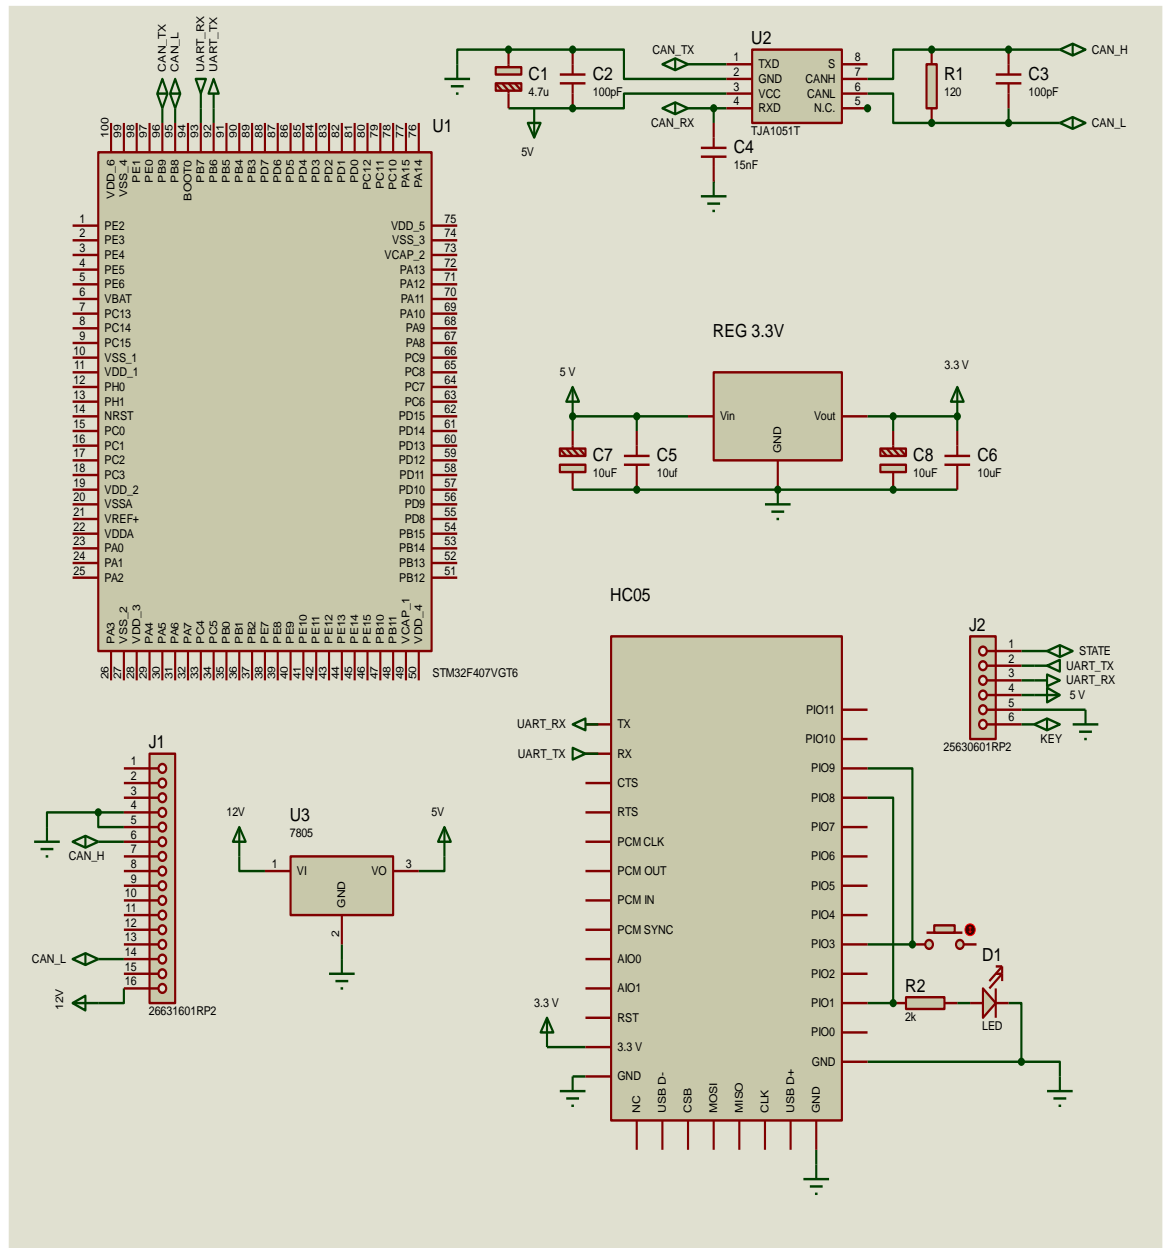 CAN_TX
CAN_L
UART_RX
UART_TX
100
99
98
97
96
95
94
93
92
91
90
89
88
87
86
85
84
83
82
81
80
79
78
77
76
U1
VDD_6
VSS_4
PE1
PE0
PB9
PB8
BOOT0
PB7
PB6
PB5
PB4
PB3
PD7
PD6
PD5
PD4
PD3
PD2
PD1
PD0
PC12
PC11
PC10
PA15
PA14
1 PE2 VDD_5 75
2 PE3 VSS_3 74
3 PE4 VCAP_2 73
4 PE5 PA13 72
5 PE6 PA12 71
6 VBAT PA11 70
7 PC13 PA10 69
8 PC14 PA9 68
9 PC15 PA8 67
10 VSS_1 PC9 66
11 VDD_1 PC8 65
12 PH0 PC7 64
13 PH1 PC6 63
14 NRST PD15 62
15 PC0 PD14 61
16 PC1 PD13 60
17 PC2 PD12 59
18 PC3 PD11 58
19 VDD_2 PD10 57
20 VSSA PD9 56
21 VREF+ PD8 55
22 VDDA PB15 54
23 PA0 PB14 53
24 PA1 PB13 52
25 PA2 PB12 51
PA3
VSS_2
VDD_3
PA4
PA5
PA6
PA7
PC4
PC5
PB0
PB1
PB2
PE7
PE8
PE9
PE10
PE11
PE12
PE13
PE14
PE15
PB10
PB11
VCAP_1
VDD_4
26
27
28
29
30
31
32
33
34
35
36
37
38
39
40
41
42
43
44
45
46
47
48
49
50
STM32F407VGT6
U2
CAN_TX 1 TXD S 8
2 GND CANH 7
3 VCC CANL 6
CAN_RX 4 RXD N.C. 5
TJA1051T
C1
4.7u
C2
100pF
5V
C4
15nF
R1
120
C3
100pF
CAN_H
CAN_L
REG 3.3V
5 V
3.3 V
Vin Vout
GND
C7
10uF
C5
10uf
C8
10uF
C6
10uF
HC05
UART_RX TX
UART_TX RX
CTS
RTS
PCM CLK
PCM OUT
PCM IN
PCM SYNC
AIO0
AIO1
RST
3.3 V 3.3 V
GND
PIO11
PIO10
PIO9
PIO8
PIO7
PIO6
PIO5
PIO4
PIO3
PIO2
PIO1
PIO0
GND
NC
USB D-
CSB
MOSI
MISO
CLK
USB D+
GND
R2
2k
D1
LED
J2
1 STATE
2 UART_TX
3 UART_RX
4 5 V
5
6 KEY
25630601RP2
J1
1
2
3
4
5
6
CAN_H
7
8
9
10
11
12
13
CAN_L 14
15
12V 16
26631601RP2
12V
U3
7805
5V
1 VI VO 3
GND
2